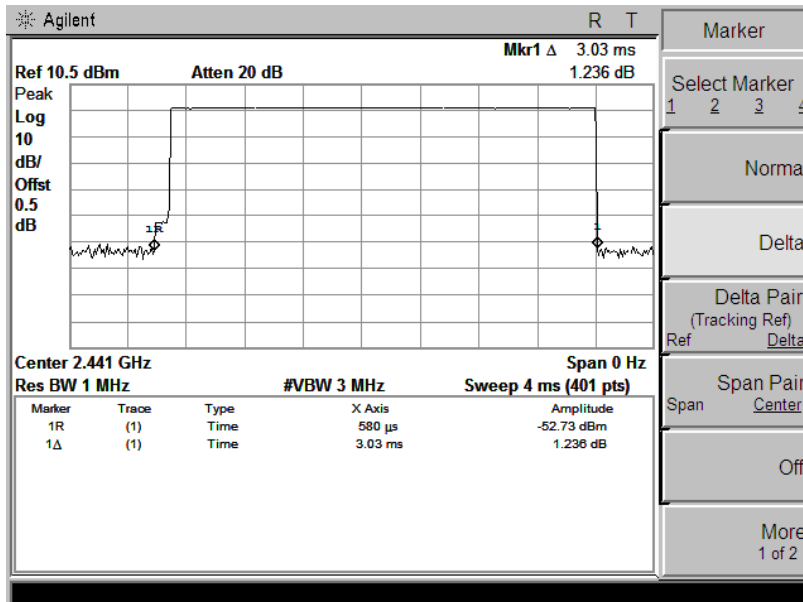 Agilent R T
Mkr1 Δ 3.03 ms
Ref 10.5 dBm Atten 20 dB 1.236 dB
Peak
Log
10
dB/
Offst
0.5
dB
1R
1
Center 2.441 GHz Span 0 Hz
Res BW 1 MHz #VBW 3 MHz Sweep 4 ms (401 pts)
Marker Trace Type X Axis Amplitude
1R (1) Time 580 µs -52.73 dBm
1Δ (1) Time 3.03 ms 1.236 dB
Marker
Select Marker
1 2 3 4
Norma
Delta
Delta Pair
(Tracking Ref)
Ref Delta
Span Pair
Span Center
Off
More
1 of 2